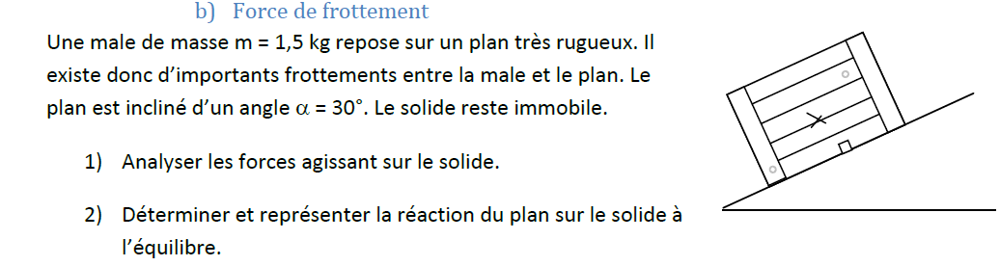 b) Force de frottement
Une male de masse m = 1,5 kg repose sur un plan très rugueux. Il
existe donc d’importants frottements entre la male et le plan. Le
plan est incliné d’un angle α = 30°. Le solide reste immobile.
1) Analyser les forces agissant sur le solide.
2) Déterminer et représenter la réaction du plan sur le solide à
l’équilibre.